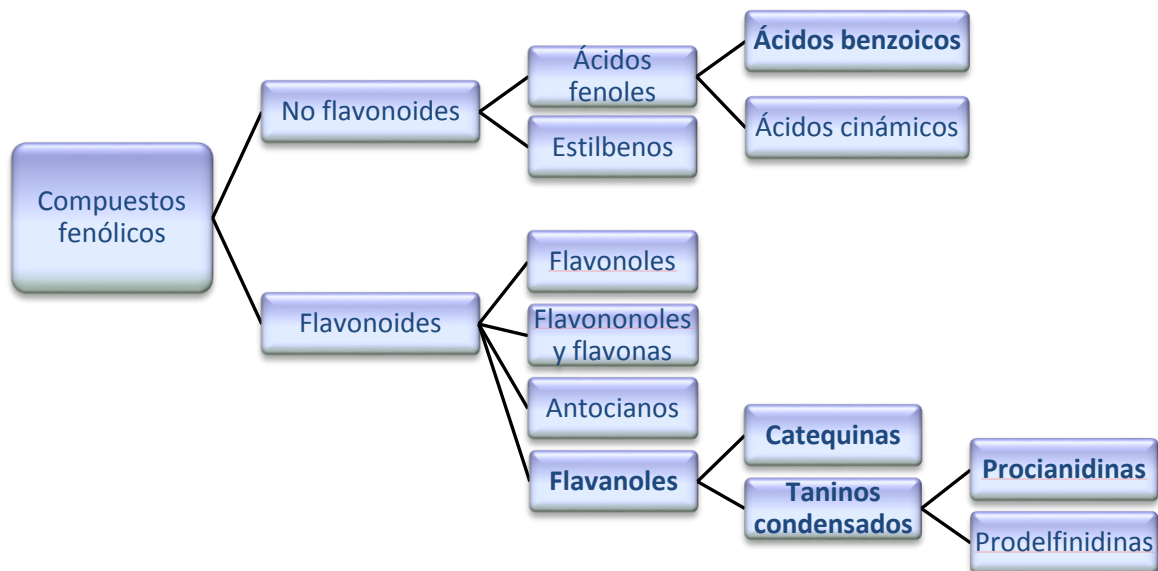 Compuestos
fenólicos
No flavonoides
Ácidos
fenoles
Ácidos benzoicos
Ácidos cinámicos
Estilbenos
Flavonoides
Flavonoles
Flavononoles
y flavonas
Antocianos
Flavanoles
Catequinas
Taninos
condensados
Procianidinas
Prodelfinidinas